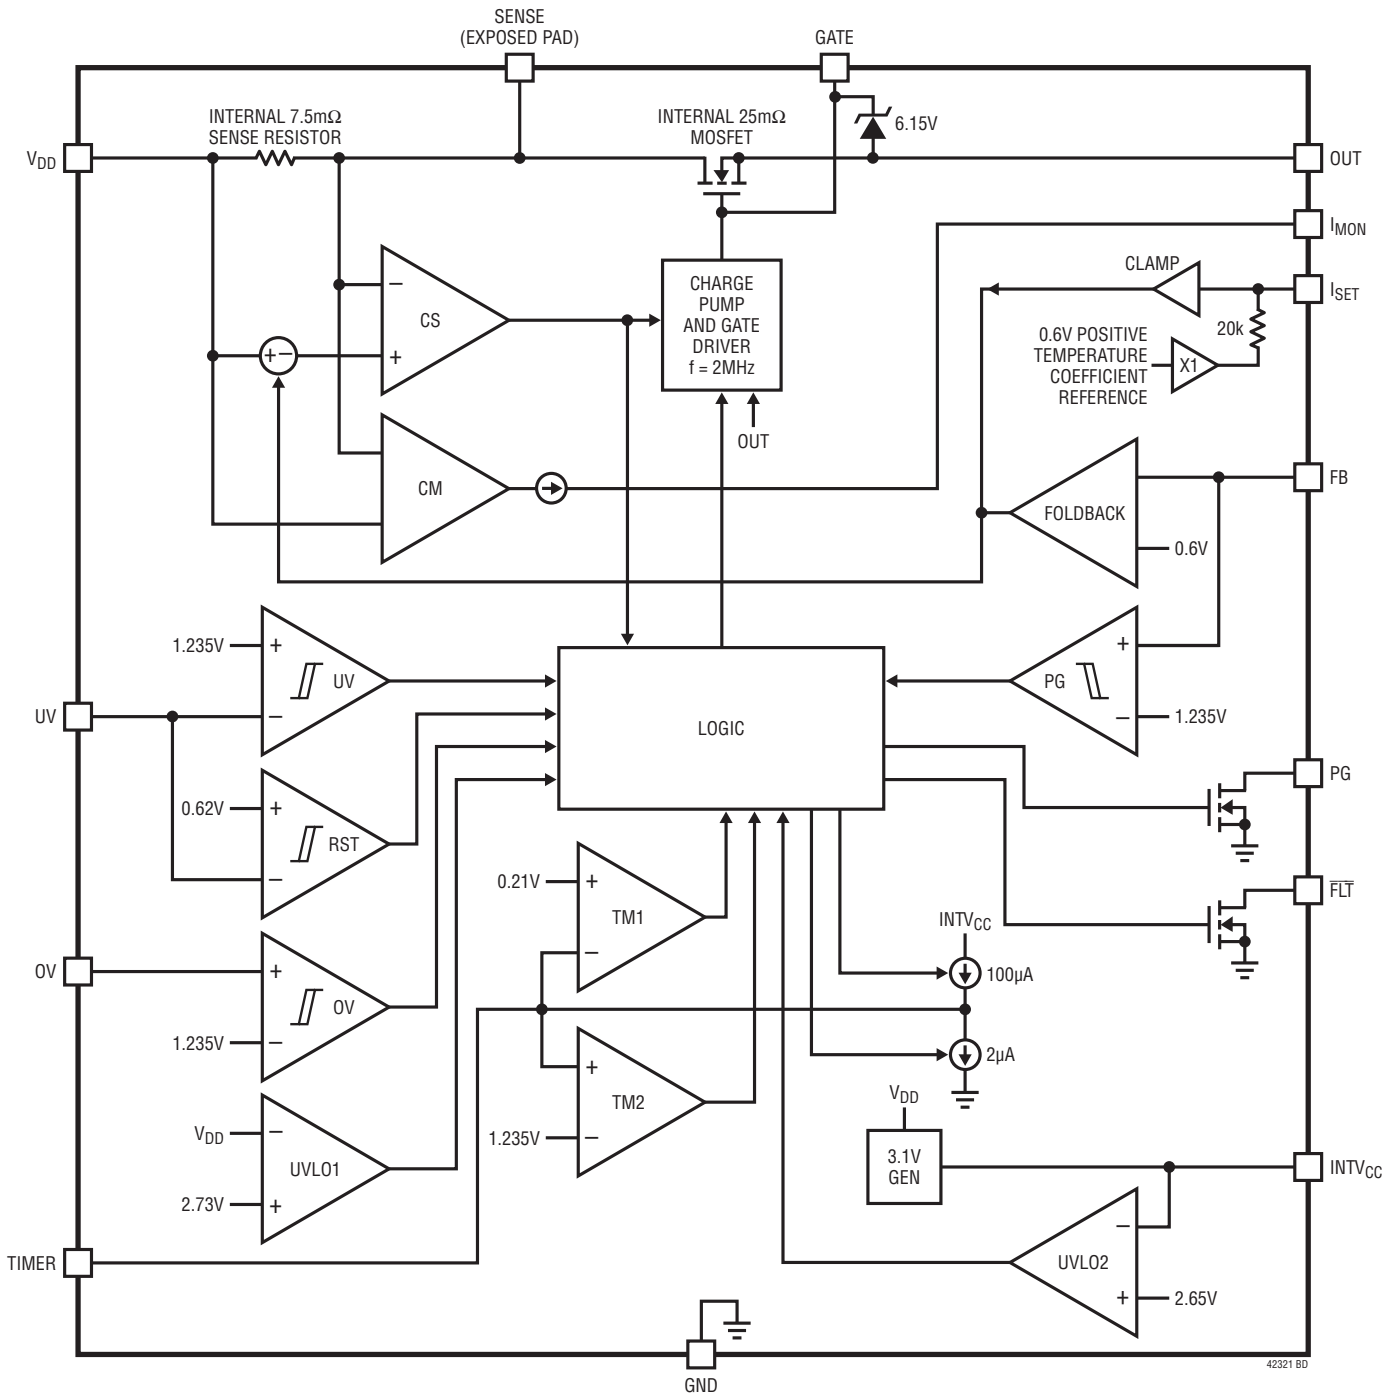 SENSE
(EXPOSED PAD)
GATE
INTERNAL 7.5mΩ
SENSE RESISTOR
INTERNAL 25mΩ
MOSFET
6.15V
VDD
OUT
IMON
CLAMP
ISET
20k
0.6V POSITIVE
TEMPERATURE
COEFFICIENT
REFERENCE
X1
CHARGE
PUMP
AND GATE
DRIVER
f = 2MHz
OUT
−
CS
+
+−
CM
FOLDBACK
FB
0.6V
1.235V
+
UV
−
UV
LOGIC
+
PG
−
1.235V
PG
0.62V
+
RST
−
FLT
0.21V
+
TM1
−
INTVCC
100µA
2µA
OV
+
OV
1.235V
−
+
TM2
1.235V
−
VDD
−
UVLO1
2.73V
+
VDD
3.1V
GEN
INTVCC
−
UVLO2
+
2.65V
TIMER
GND
42321 BD